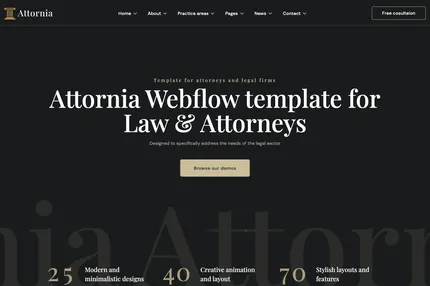 Attornia
Home About Practice areas Pages News Contact
Free cosultaion
Template for attorneys and legal firms
Attornia Webflow template for
Law & Attorneys
Designed to specifically address the needs of the legal sector
Browse our demos
nia Attorn
25 Modern and
minimalistic designs
40 Creative animation
and layout
70 Stylish layouts and
features